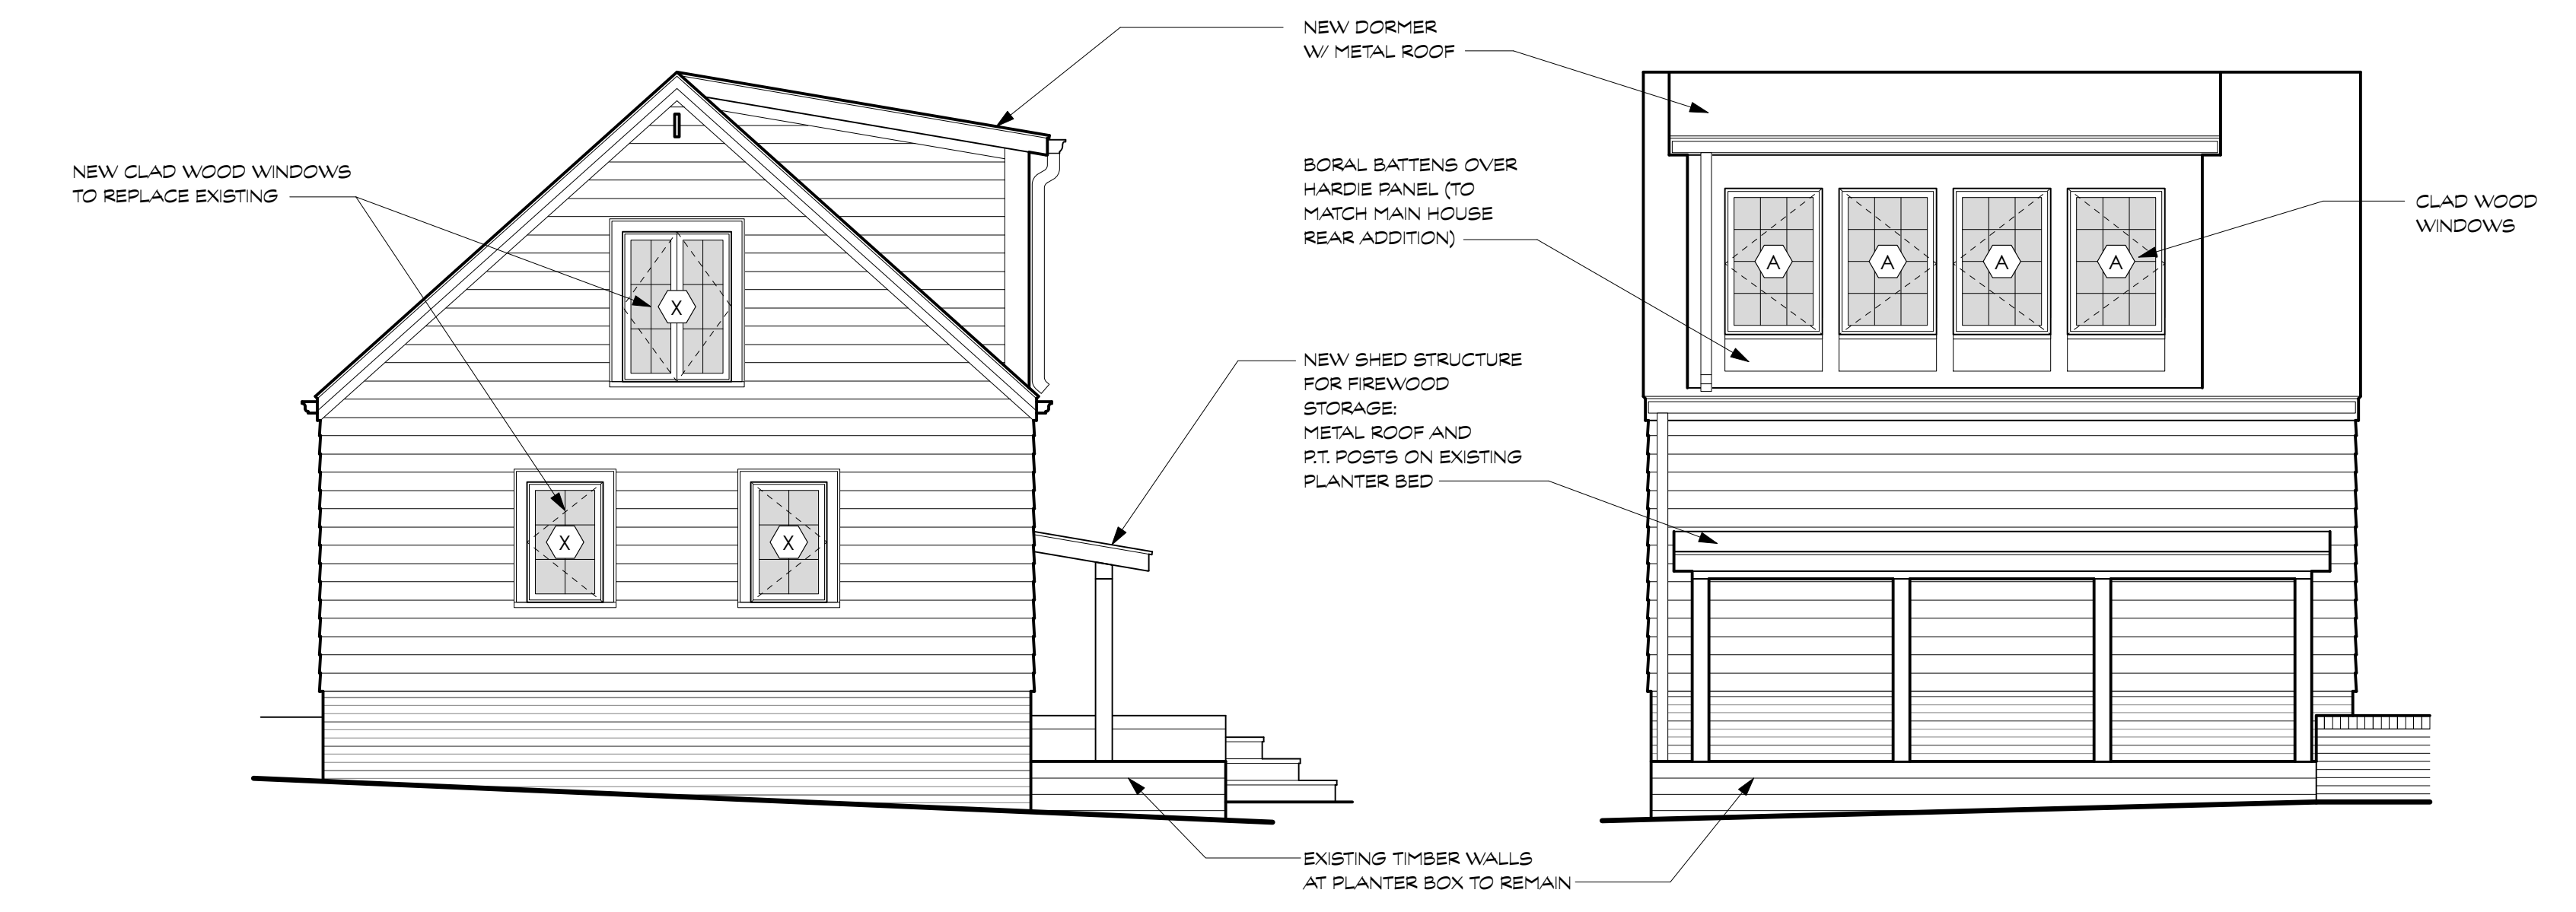 NEW DORMER
W/ METAL ROOF
NEW CLAD WOOD WINDOWS
TO REPLACE EXISTING
BORAL BATTENS OVER
HARDIE PANEL (TO
MATCH MAIN HOUSE
REAR ADDITION)
CLAD WOOD
WINDOWS
X
A
A
A
A
NEW SHED STRUCTURE
FOR FIREWOOD
STORAGE:
METAL ROOF AND
P.T. POSTS ON EXISTING
PLANTER BED
X
X
EXISTING TIMBER WALLS
AT PLANTER BOX TO REMAIN